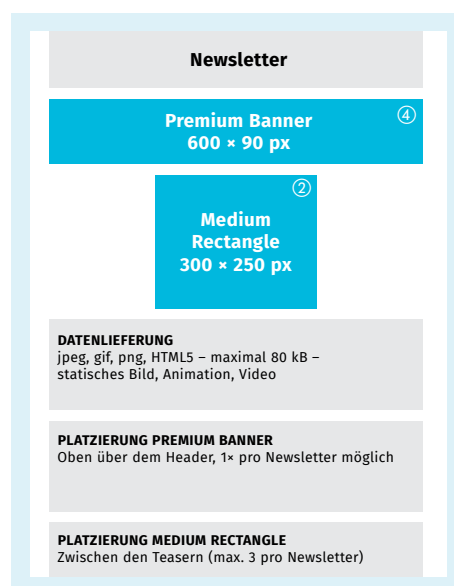 Newsletter
Premium Banner ④
600 × 90 px
②
Medium
Rectangle
300 × 250 px
DATENLIEFERUNG
jpeg, gif, png, HTML5 – maximal 80 kB –
statisches Bild, Animation, Video
PLATZIERUNG PREMIUM BANNER
Oben über dem Header, 1× pro Newsletter möglich
PLATZIERUNG MEDIUM RECTANGLE
Zwischen den Teasern (max. 3 pro Newsletter)